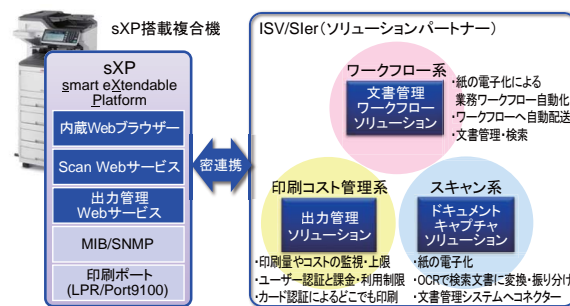 sXP搭載複合機
sXP
smart eXtendable
Platform
内蔵Webブラウザー
Scan Webサービス
出力管理
Webサービス
MIB/SNMP
印刷ポート
(LPR/Port9100)
密連携
ISV/SIer(ソリューションパートナー)
ワークフロー系
文書管理
ワークフロー
ソリューション
・紙の電子化による
業務ワークフロー自動化
・ワークフローへ自動配送
・文書管理・検索
印刷コスト管理系
出力管理
ソリューション
・印刷量やコストの監視・上限
・ユーザー認証と課金・利用制限
・カード認証によるどこでも印刷
スキャン系
ドキュメント
キャプチャ
ソリューション
・紙の電子化
・OCRで検索文書に変換・振り分け
・文書管理システムへコネクター